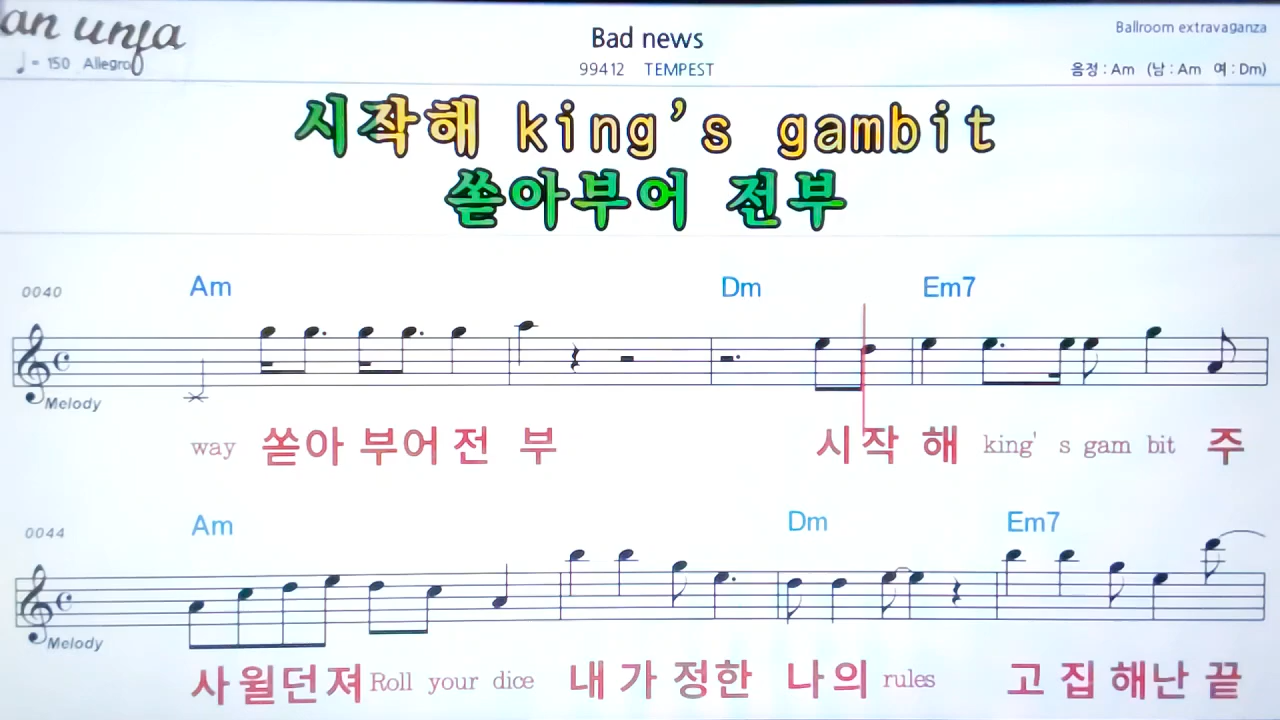 an unfa
♩= 150 Allegro
Bad news
99412 TEMPEST
Ballroom extravaganza
음정 : Am (남 : Am 여 : Dm)
시작해 king's gambit
쏟아부어 전부
0040 Am Dm Em7
Melody
way 쏟아 부어 전 부 시작 해 king' s gam bit 주
0044 Am Dm Em7
Melody
사윌던져 Roll your dice 내 가 정한 나의 rules 고 집 해난 끝